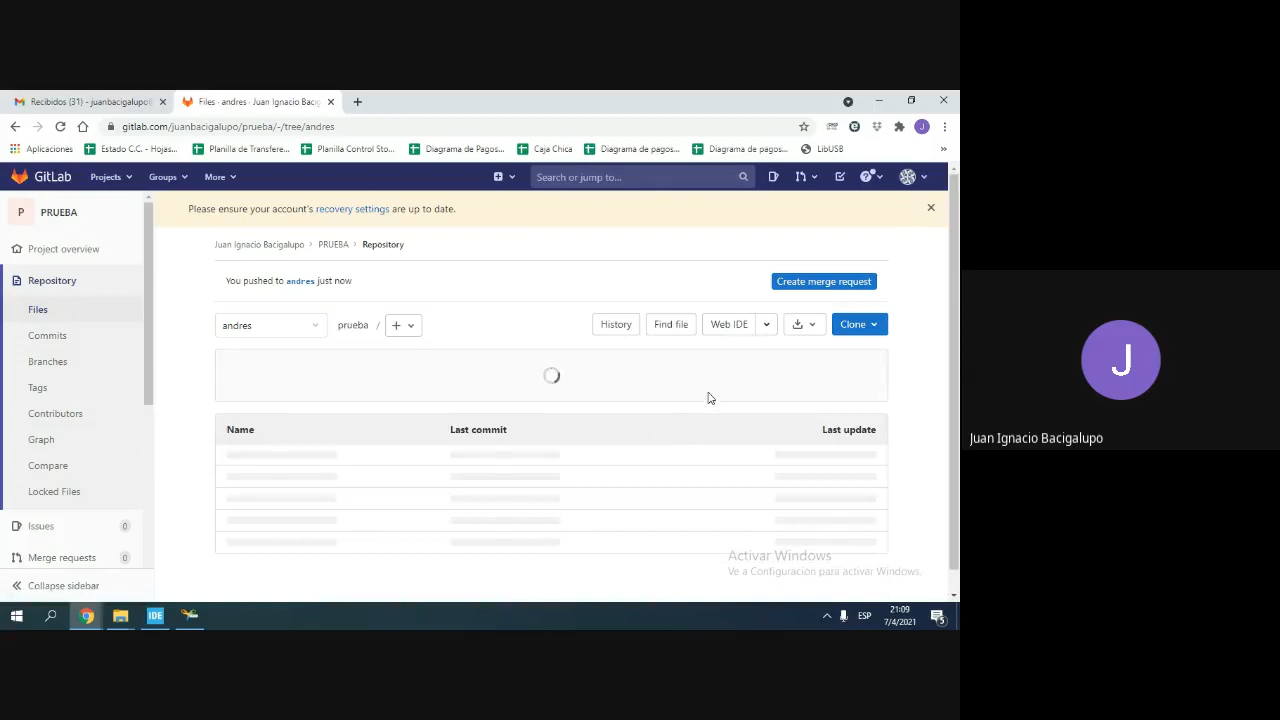 Recibidos (31) - juanbacigalupo
Files · andres · Juan Ignacio Bacig
gitlab.com/juanbacigalupo/prueba/-/tree/andres
Aplicaciones
Estado C.C. - Hojas...
Planilla de Transfere...
Planilla Control Sto...
Diagrama de Pagos...
Caja Chica
Diagrama de pagos...
Diagrama de pagos...
LibUSB
»
GitLab
Projects
Groups
More
Search or jump to...
P PRUEBA
Please ensure your account's recovery settings are up to date.
Project overview
Juan Ignacio Bacigalupo > PRUEBA > Repository
Repository
You pushed to andres just now
Create merge request
Files
andres
prueba / +
History
Find file
Web IDE
Clone
Commits
Branches
Tags
Contributors
Graph
Compare
Locked Files
Name Last commit Last update
Issues 0
Merge requests 0
Collapse sidebar
Activar Windows
Ve a Configuración para activar Windows.
IDE
ESP
21:09
7/4/2021
5
J
Juan Ignacio Bacigalupo